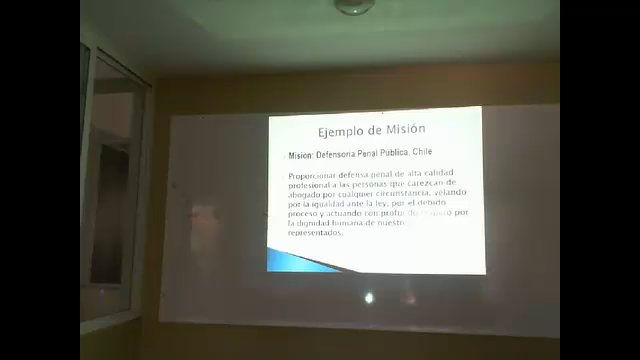 Ejemplo de Misión
Misión: Defensoria Penal Pública, Chile
Proporcionar defensa penal de alta calidad
profesional a las personas que carezcan de
abogado por cualquier circunstancia, velando
por la igualdad ante la ley, por el debido
proceso y actuando con profundo respeto por
la dignidad humana de nuestros
representados.